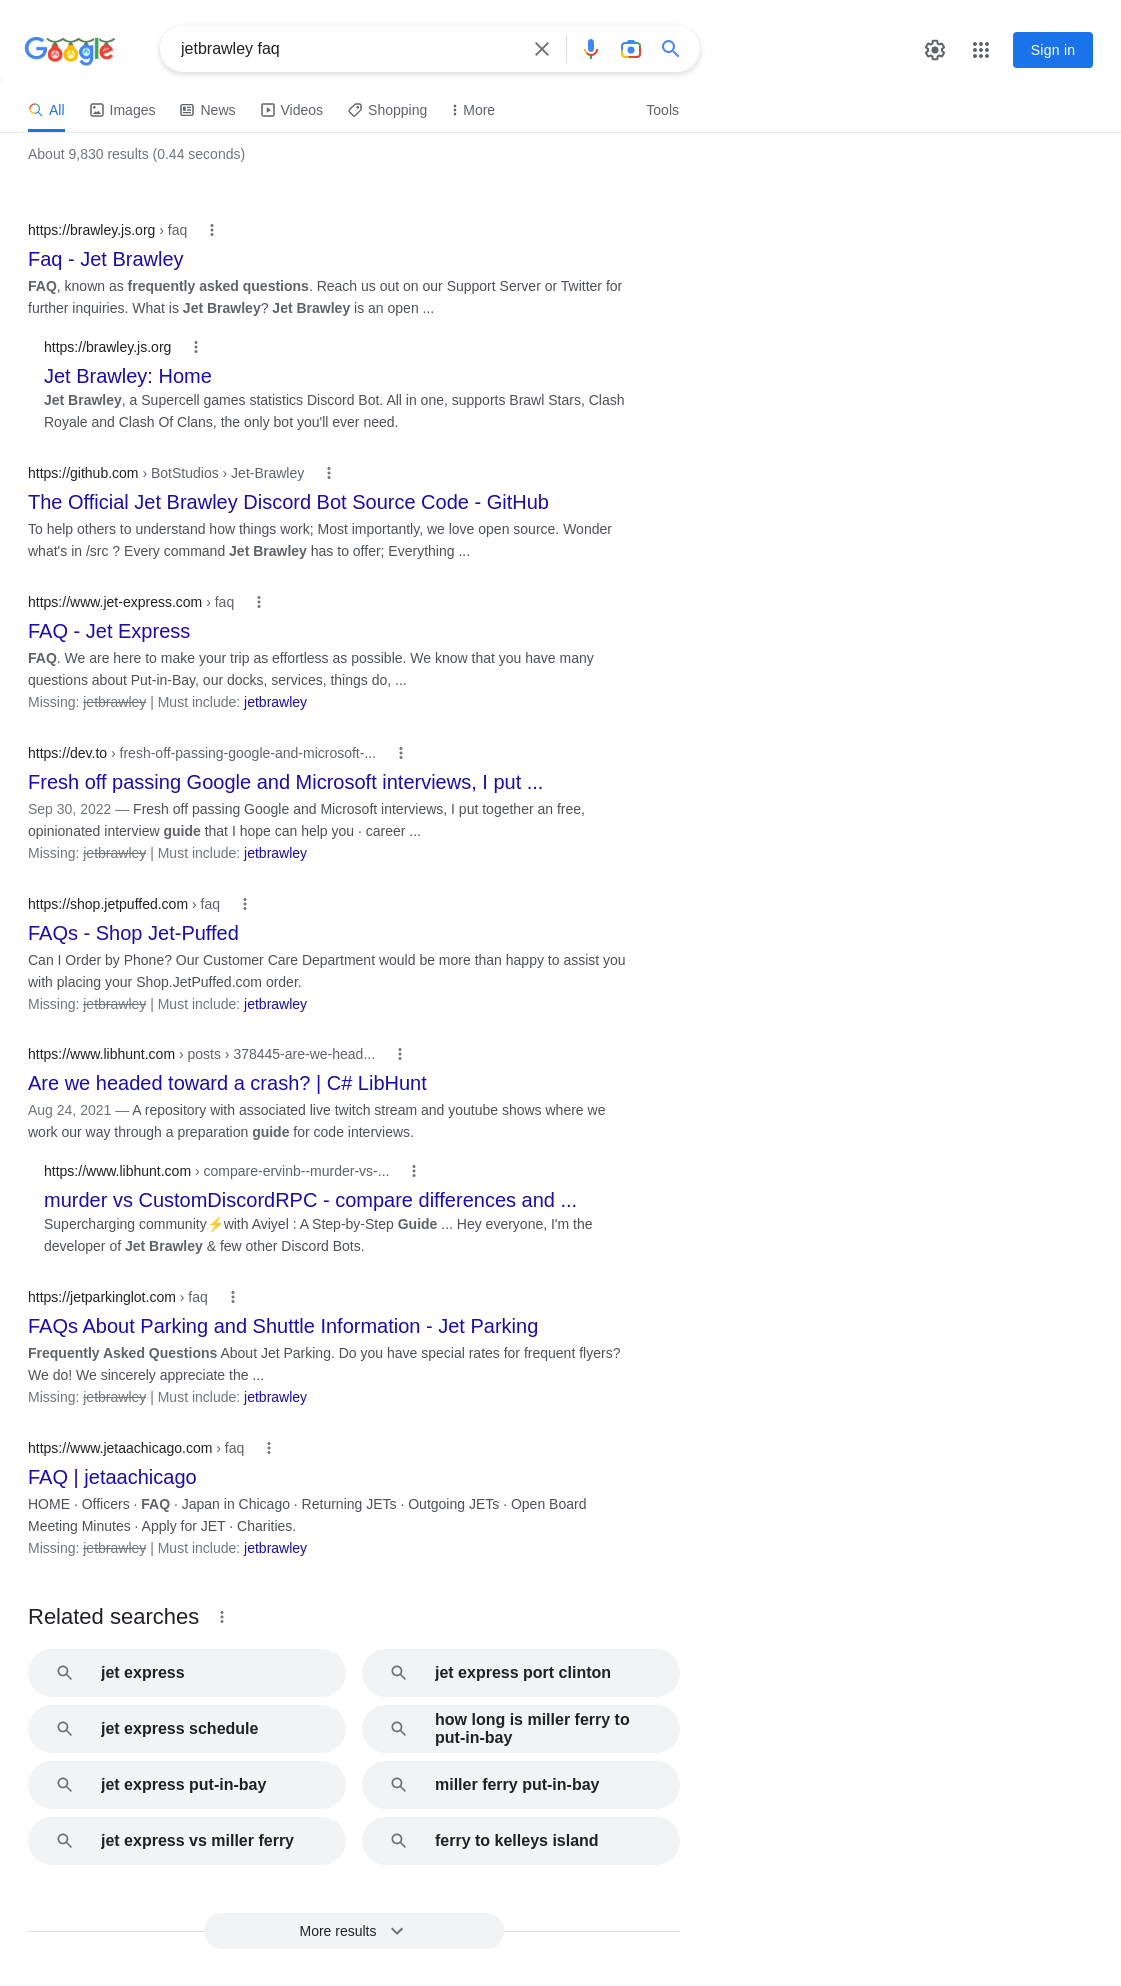 Google
jetbrawley faq
Sign in
All
Images
News
Videos
Shopping
More
Tools
About 9,830 results (0.44 seconds)
https://brawley.js.org › faq
Faq - Jet Brawley
FAQ, known as frequently asked questions. Reach us out on our Support Server or Twitter for
further inquiries. What is Jet Brawley? Jet Brawley is an open ...
https://brawley.js.org
Jet Brawley: Home
Jet Brawley, a Supercell games statistics Discord Bot. All in one, supports Brawl Stars, Clash
Royale and Clash Of Clans, the only bot you'll ever need.
https://github.com › BotStudios › Jet-Brawley
The Official Jet Brawley Discord Bot Source Code - GitHub
To help others to understand how things work; Most importantly, we love open source. Wonder
what's in /src ? Every command Jet Brawley has to offer; Everything ...
https://www.jet-express.com › faq
FAQ - Jet Express
FAQ. We are here to make your trip as effortless as possible. We know that you have many
questions about Put-in-Bay, our docks, services, things do, ...
Missing: jetbrawley | Must include: jetbrawley
https://dev.to › fresh-off-passing-google-and-microsoft-...
Fresh off passing Google and Microsoft interviews, I put ...
Sep 30, 2022 — Fresh off passing Google and Microsoft interviews, I put together an free,
opinionated interview guide that I hope can help you · career ...
Missing: jetbrawley | Must include: jetbrawley
https://shop.jetpuffed.com › faq
FAQs - Shop Jet-Puffed
Can I Order by Phone? Our Customer Care Department would be more than happy to assist you
with placing your Shop.JetPuffed.com order.
Missing: jetbrawley | Must include: jetbrawley
https://www.libhunt.com › posts › 378445-are-we-head...
Are we headed toward a crash? | C# LibHunt
Aug 24, 2021 — A repository with associated live twitch stream and youtube shows where we
work our way through a preparation guide for code interviews.
https://www.libhunt.com › compare-ervinb--murder-vs-...
murder vs CustomDiscordRPC - compare differences and ...
Supercharging community⚡with Aviyel : A Step-by-Step Guide ... Hey everyone, I'm the
developer of Jet Brawley & few other Discord Bots.
https://jetparkinglot.com › faq
FAQs About Parking and Shuttle Information - Jet Parking
Frequently Asked Questions About Jet Parking. Do you have special rates for frequent flyers?
We do! We sincerely appreciate the ...
Missing: jetbrawley | Must include: jetbrawley
https://www.jetaachicago.com › faq
FAQ | jetaachicago
HOME · Officers · FAQ · Japan in Chicago · Returning JETs · Outgoing JETs · Open Board
Meeting Minutes · Apply for JET · Charities.
Missing: jetbrawley | Must include: jetbrawley
Related searches
jet express
jet express port clinton
jet express schedule
how long is miller ferry to
put-in-bay
jet express put-in-bay
miller ferry put-in-bay
jet express vs miller ferry
ferry to kelleys island
More results